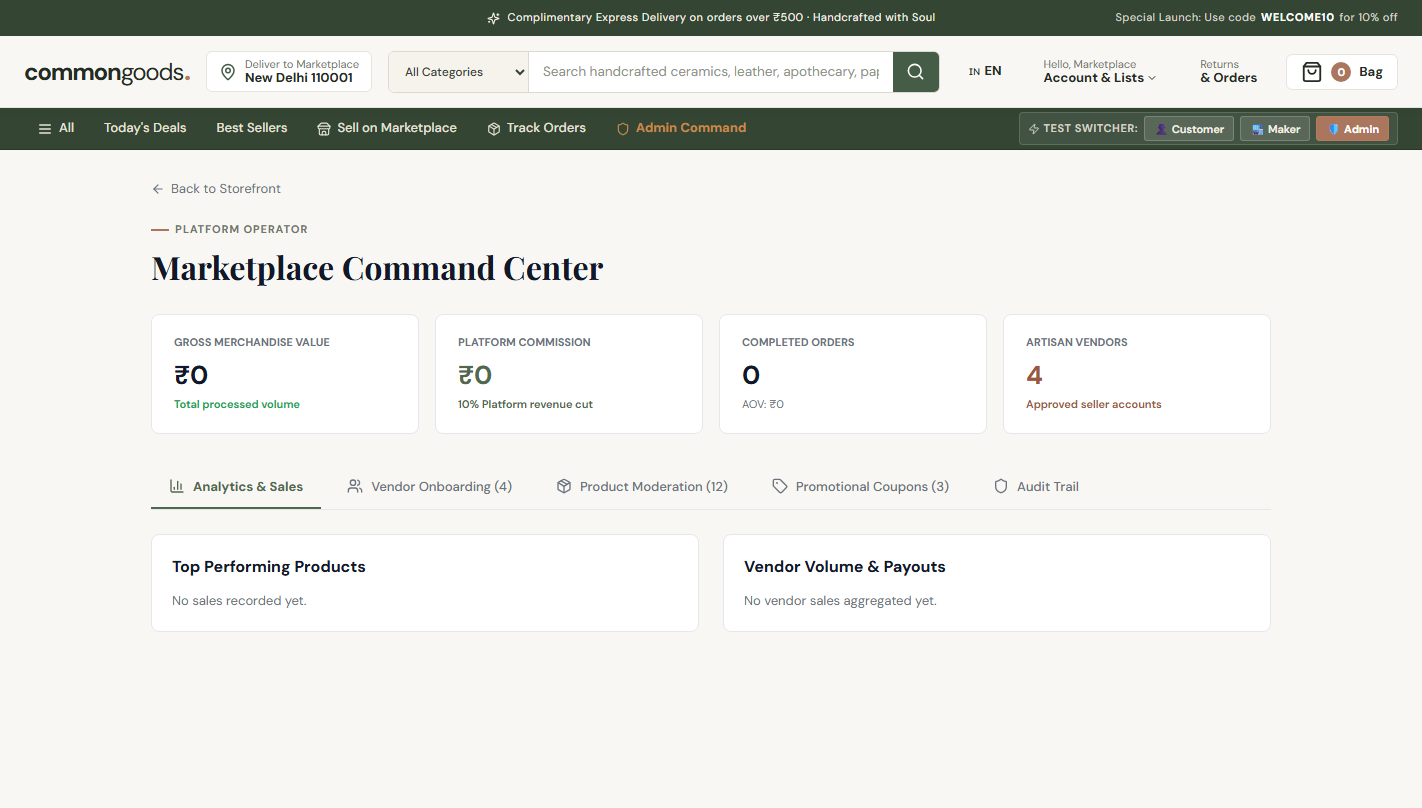 Complimentary Express Delivery on orders over ₹500 · Handcrafted with Soul
Special Launch: Use code WELCOME10 for 10% off
commongoods.
Deliver to Marketplace
New Delhi 110001
All Categories
Search handcrafted ceramics, leather, apothecary, pap
IN EN
Hello, Marketplace
Account & Lists
Returns
& Orders
0 Bag
All
Today's Deals
Best Sellers
Sell on Marketplace
Track Orders
Admin Command
TEST SWITCHER:
Customer
Maker
Admin
Back to Storefront
PLATFORM OPERATOR
Marketplace Command Center
GROSS MERCHANDISE VALUE
₹0
Total processed volume
PLATFORM COMMISSION
₹0
10% Platform revenue cut
COMPLETED ORDERS
0
AOV: ₹0
ARTISAN VENDORS
4
Approved seller accounts
Analytics & Sales
Vendor Onboarding (4)
Product Moderation (12)
Promotional Coupons (3)
Audit Trail
Top Performing Products
No sales recorded yet.
Vendor Volume & Payouts
No vendor sales aggregated yet.